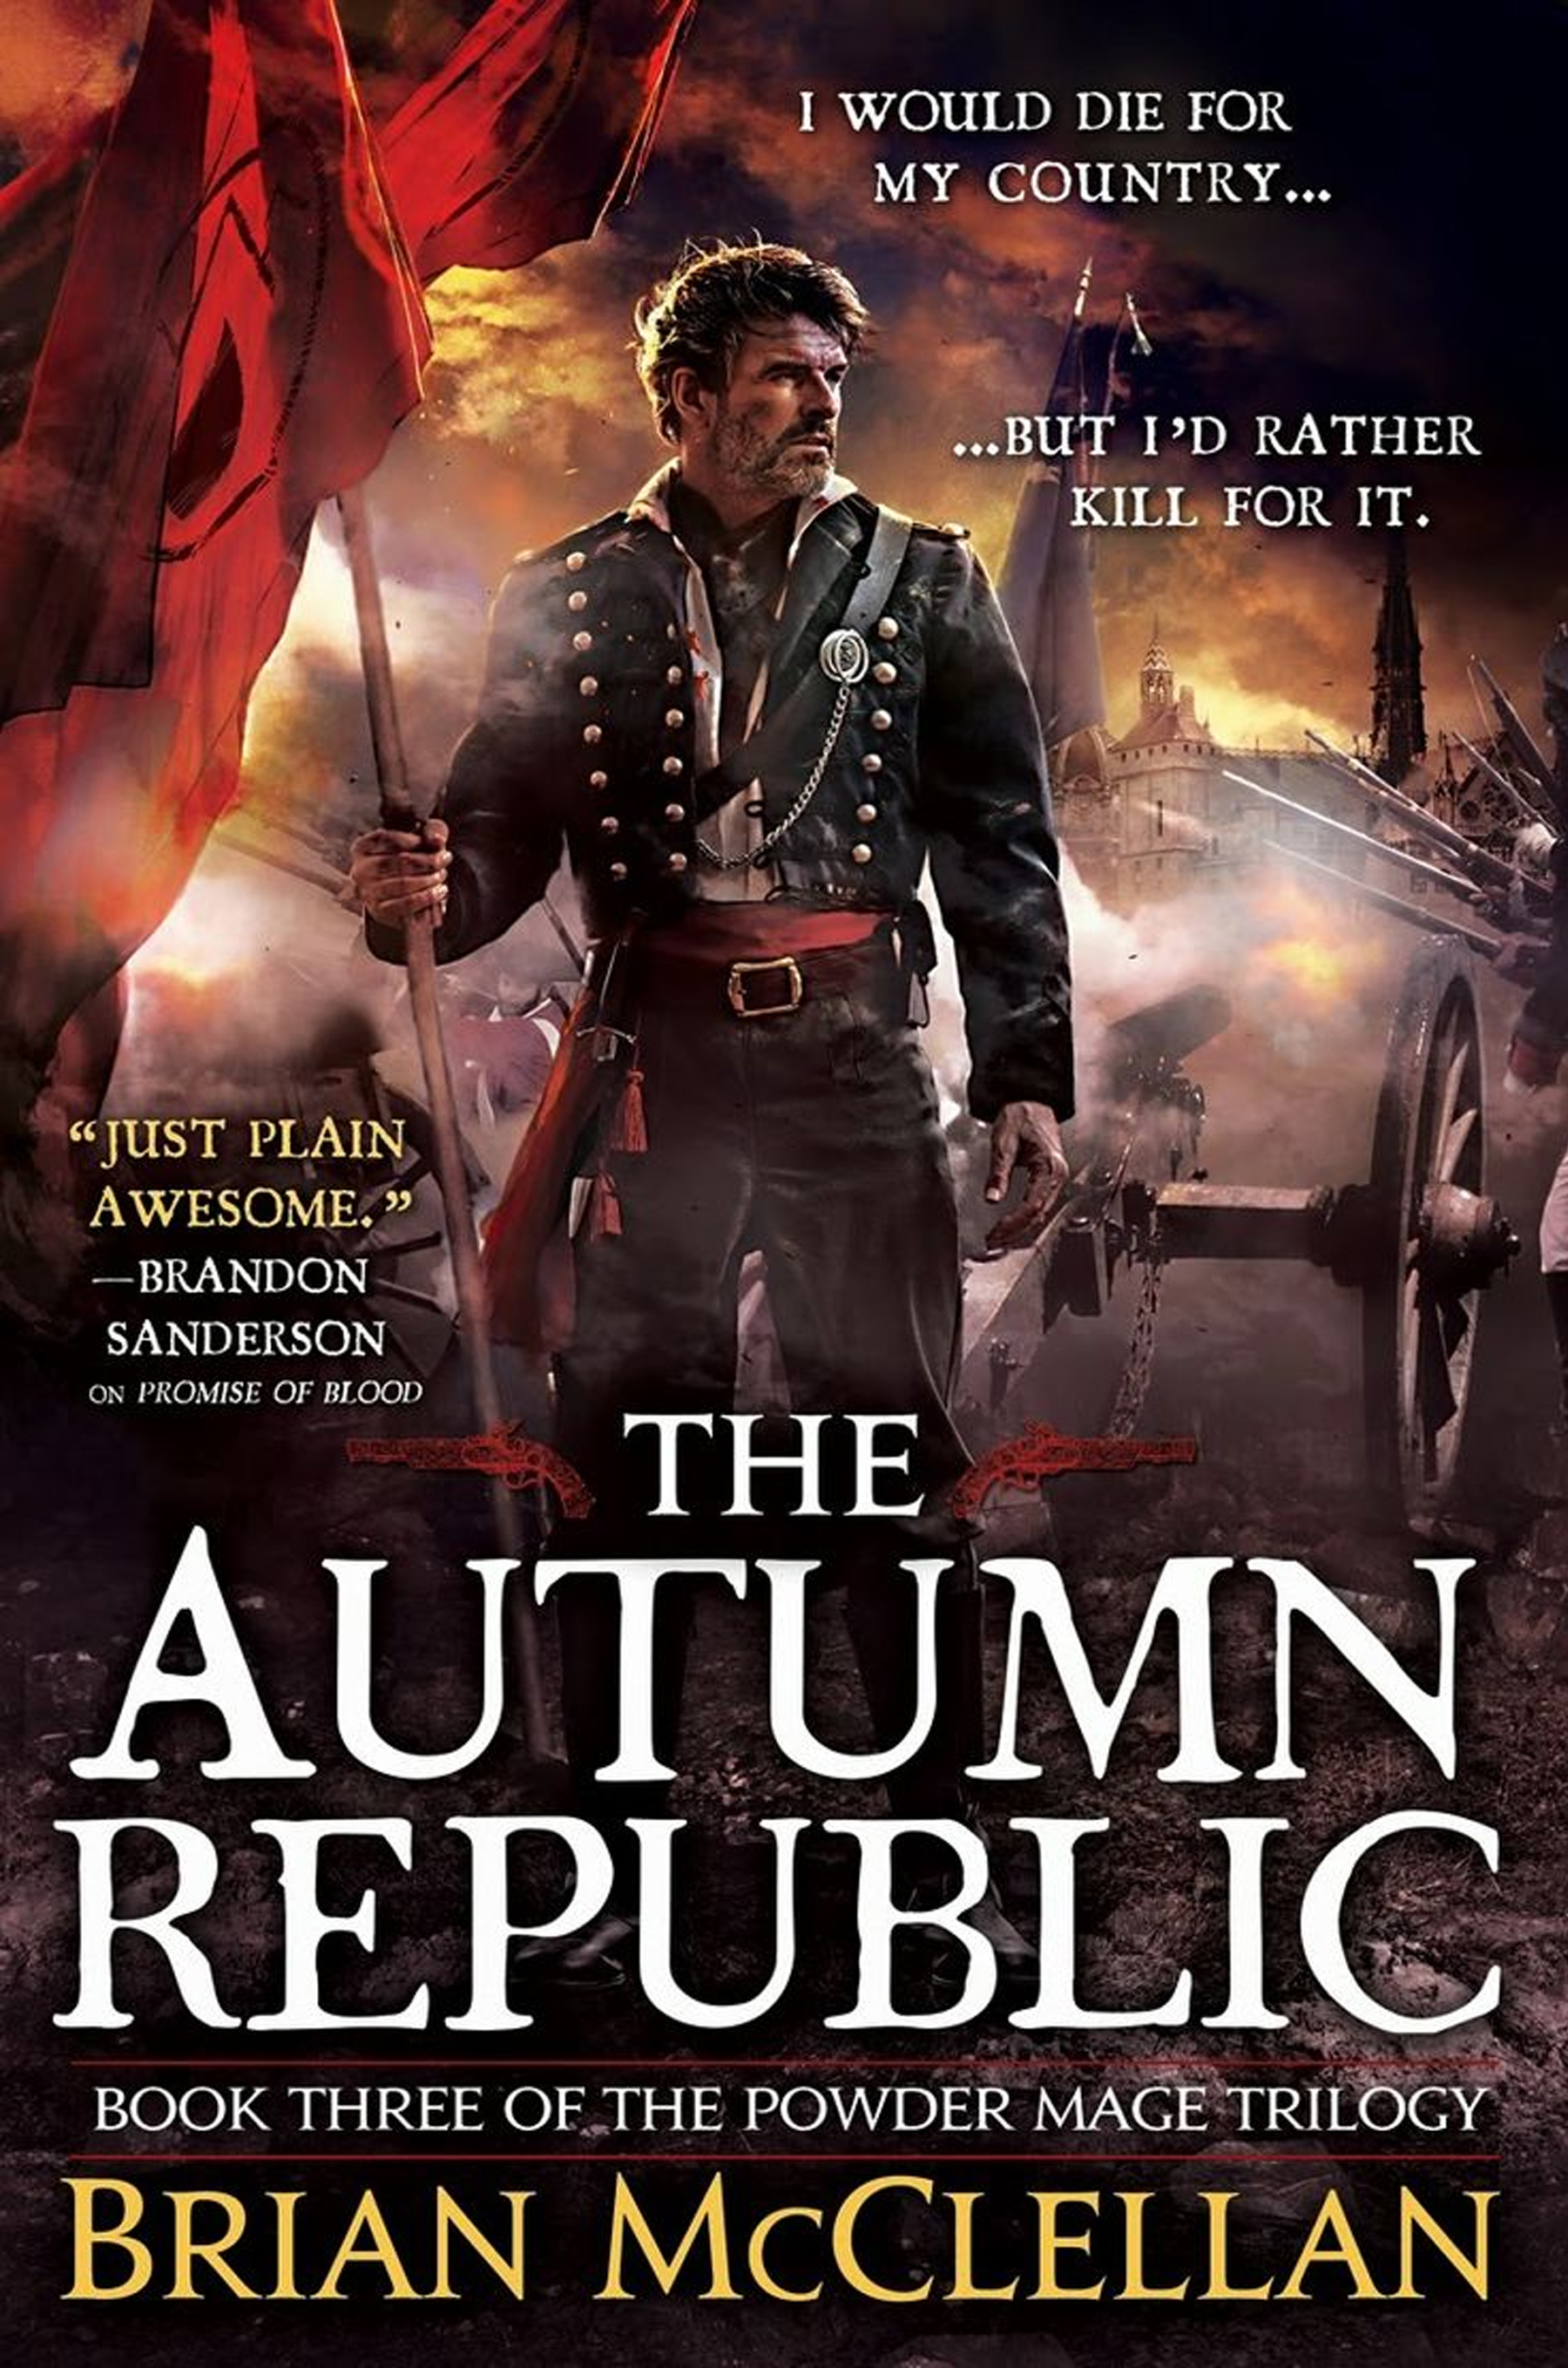 I WOULD DIE FOR
MY COUNTRY...
...BUT I'D RATHER
KILL FOR IT.
“JUST PLAIN
AWESOME.”
—BRANDON
SANDERSON
ON PROMISE OF BLOOD
THE
AUTUMN
REPUBLIC
BOOK THREE OF THE POWDER MAGE TRILOGY
BRIAN McCLELLAN